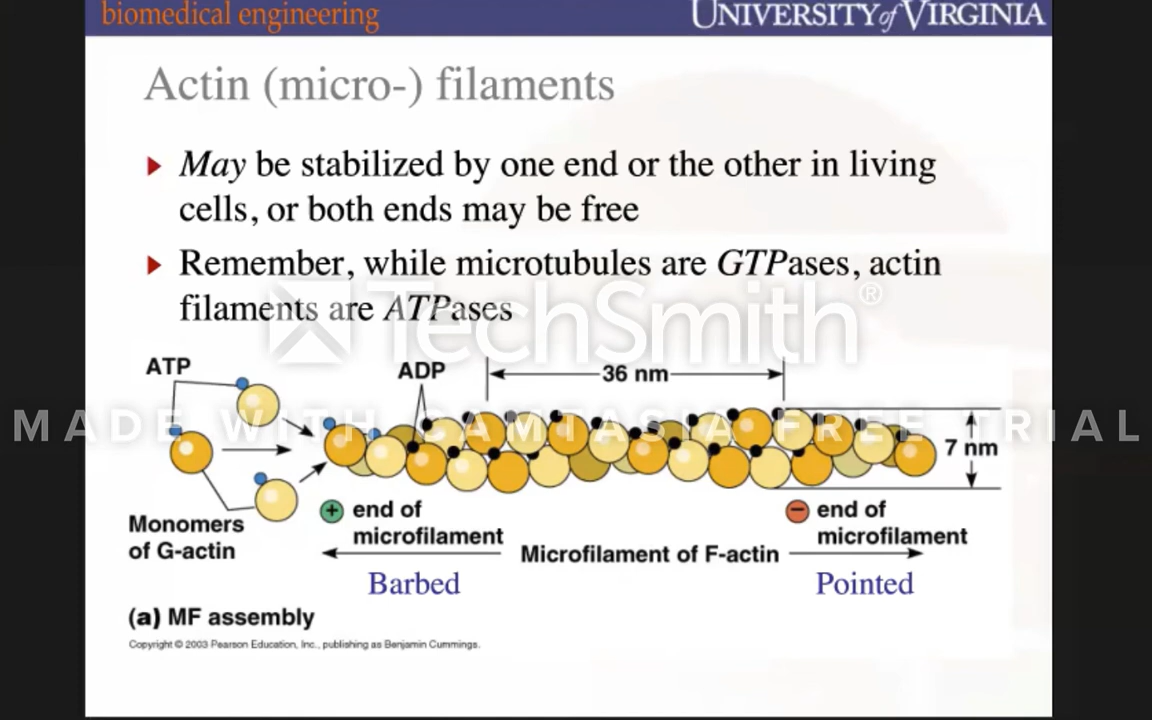 biomedical engineering
UNIVERSITY of VIRGINIA
Actin (micro-) filaments
May be stabilized by one end or the other in living
cells, or both ends may be free
Remember, while microtubules are GTPases, actin
filaments are ATPases
TechSmith®
MADE WITH CAMTASIA FREE TRIAL
ATP
ADP
36 nm
7 nm
Monomers
of G-actin
+ end of
microfilament
Microfilament of F-actin
− end of
microfilament
Barbed
Pointed
(a) MF assembly
Copyright © 2003 Pearson Education, Inc., publishing as Benjamin Cummings.